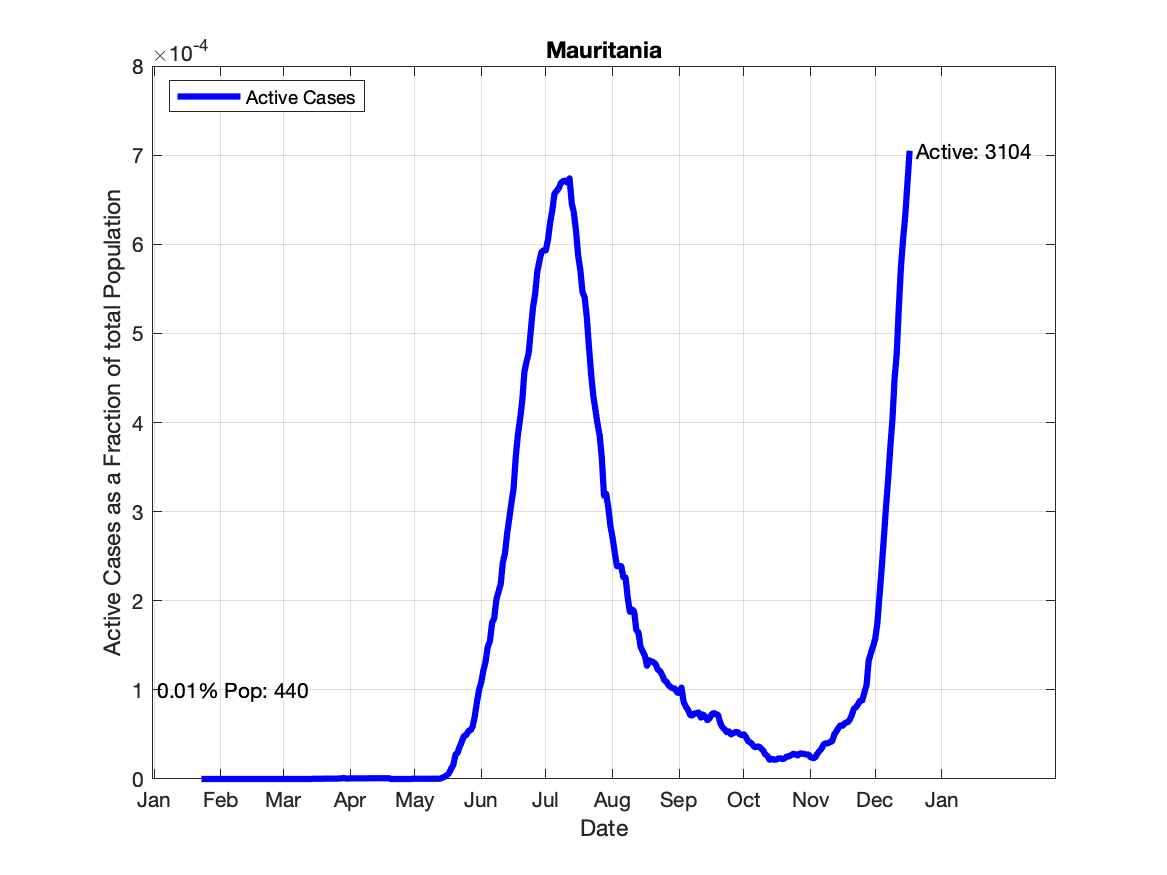 Mauritania
×10⁻⁴
8
7
6
5
4
3
2
1
0
Active Cases as a Fraction of total Population
Active Cases
Active: 3104
0.01% Pop: 440
Jan Feb Mar Apr May Jun Jul Aug Sep Oct Nov Dec Jan
Date